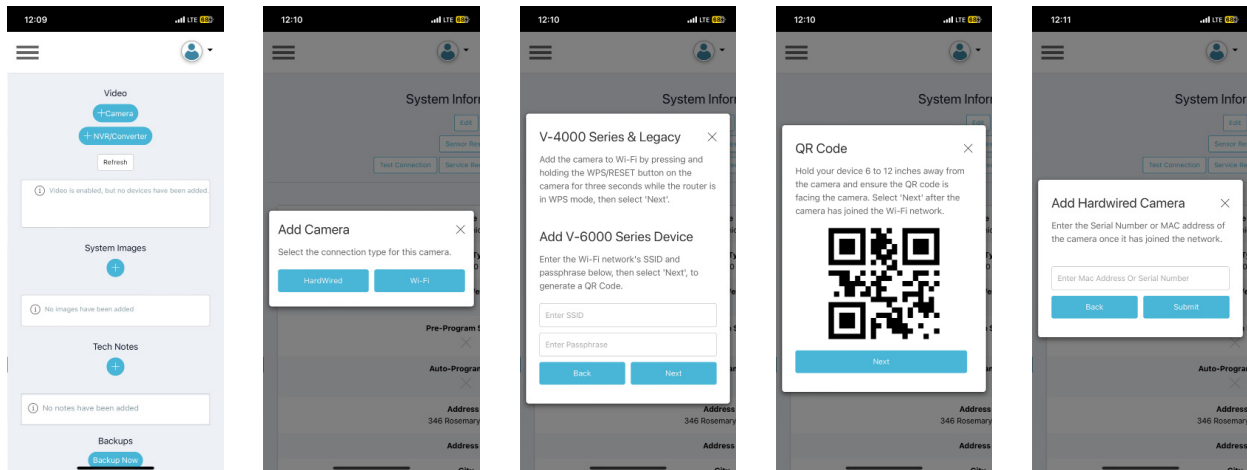 12:09
LTE 68
Video
+Camera
+ NVR/Converter
Refresh
Video is enabled, but no devices have been added.
System Images
+
No images have been added
Tech Notes
+
No notes have been added
Backups
Backup Now
12:10
LTE 68
System Inforr
Edit
Test Connection
Add Camera
Select the connection type for this camera.
HardWired
Wi-Fi
Pre-Program S
Auto-Program
Address
346 Rosemary
Address
12:10
LTE 68
System Inforr
V-4000 Series & Legacy
Add the camera to Wi-Fi by pressing and
holding the WPS/RESET button on the
camera for three seconds while the router is
in WPS mode, then select 'Next'.
Add V-6000 Series Device
Enter the Wi-Fi network's SSID and
passphrase below, then select 'Next', to
generate a QR Code.
Enter SSID
Enter Passphrase
Back
Next
Address
346 Rosemary
Address
12:10
LTE 68
System Inforr
QR Code
Hold your device 6 to 12 inches away from
the camera and ensure the QR code is
facing the camera. Select 'Next' after the
camera has joined the Wi-Fi network.
Next
Address
346 Rosemary
Address
12:11
LTE 68
System Infor
Edit
Test Connection
Add Hardwired Camera
Enter the Serial Number or MAC address of
the camera once it has joined the network.
Enter Mac Address Or Serial Number
Back
Submit
Auto-Progra
Address
346 Rosemary
Address